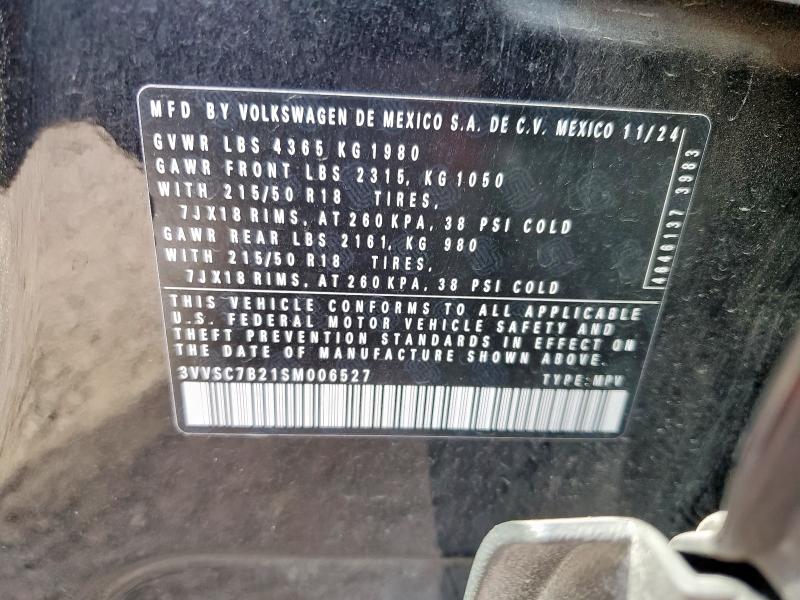 MFD BY VOLKSWAGEN DE MEXICO S.A. DE C.V. MEXICO 11/24
GVWR LBS 4365 KG 1980
GAWR FRONT LBS 2315, KG 1050
WITH 215/50 R18 TIRES,
7JX18 RIMS, AT 260 KPA, 38 PSI COLD
GAWR REAR LBS 2161, KG 980
WITH 215/50 R18 TIRES,
7JX18 RIMS, AT 260 KPA, 38 PSI COLD
4846137 3983
THIS VEHICLE CONFORMS TO ALL APPLICABLE
U.S. FEDERAL MOTOR VEHICLE SAFETY AND
THEFT PREVENTION STANDARDS IN EFFECT ON
THE DATE OF MANUFACTURE SHOWN ABOVE.
3VVSC7B21SM006527 TYPE: MPV